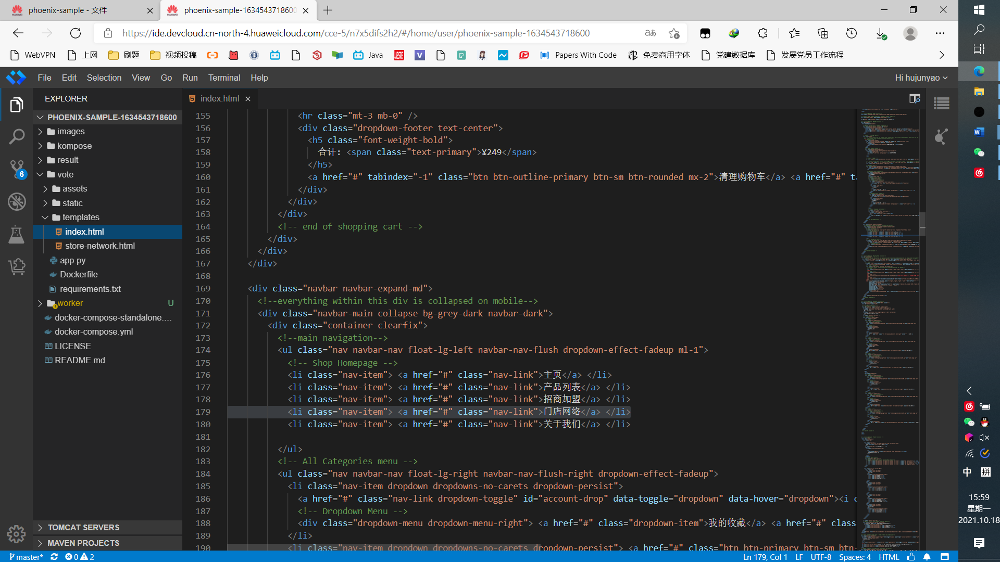 phoenix-sample - 文件
phoenix-sample-1634543718600
https://ide.devcloud.cn-north-4.huaweicloud.com/cce-5/n7x5difs2h2/#/home/user/phoenix-sample-1634543718600
WebVPN
上网
刷题
视频投稿
Java
Papers With Code
免费商用字体
党建数据库
发展党员工作流程
File Edit Selection View Go Run Terminal Help
Hi hujunyao
EXPLORER
index.html
PHOENIX-SAMPLE-1634543718600
images
kompose
result
vote
assets
static
templates
index.html
store-network.html
app.py
Dockerfile
requirements.txt
worker U
docker-compose-standalone....
docker-compose.yml
LICENSE
README.md
TOMCAT SERVERS
MAVEN PROJECTS
6
155 <hr class="mt-3 mb-0" />
156 <div class="dropdown-footer text-center">
157 <h5 class="font-weight-bold">
158 合计: <span class="text-primary">¥249</span>
159 </h5>
160 <a href="#" tabindex="-1" class="btn btn-outline-primary btn-sm btn-rounded mx-2">清理购物车</a> <a href="#" ta
161 </div>
162 </div>
163 </div>
164 <!-- end of shopping cart -->
165 </div>
166 </div>
167 </div>
168
169 <div class="navbar navbar-expand-md">
170 <!--everything within this div is collapsed on mobile-->
171 <div class="navbar-main collapse bg-grey-dark navbar-dark">
172 <div class="container clearfix">
173 <!--main navigation-->
174 <ul class="nav navbar-nav float-lg-left navbar-nav-flush dropdown-effect-fadeup ml-1">
175 <!-- Shop Homepage -->
176 <li class="nav-item"> <a href="#" class="nav-link">主页</a> </li>
177 <li class="nav-item"> <a href="#" class="nav-link">产品列表</a> </li>
178 <li class="nav-item"> <a href="#" class="nav-link">招商加盟</a> </li>
179 <li class="nav-item"> <a href="#" class="nav-link">门店网络</a> </li>
180 <li class="nav-item"> <a href="#" class="nav-link">关于我们</a> </li>
181
182 </ul>
183 <!-- All Categories menu -->
184 <ul class="nav navbar-nav float-lg-right navbar-nav-flush-right dropdown-effect-fadeup">
185 <li class="nav-item dropdown dropdowns-no-carets dropdown-persist">
186 <a href="#" class="nav-link dropdown-toggle" id="account-drop" data-toggle="dropdown" data-hover="dropdown"><i c
187 <!-- Dropdown Menu -->
188 <div class="dropdown-menu dropdown-menu-right"> <a href="#" class="dropdown-item">我的收藏</a> <a href="#" class
189 </li>
190 <li class="nav-item dropdown dropdowns-no-carets dropdown-persist"> <a href="#" class="btn btn-primary btn-sm btn-
master* 0 2
Ln 179, Col 1 LF UTF-8 Spaces: 4 HTML
中 拼
15:59
星期一
2021.10.18